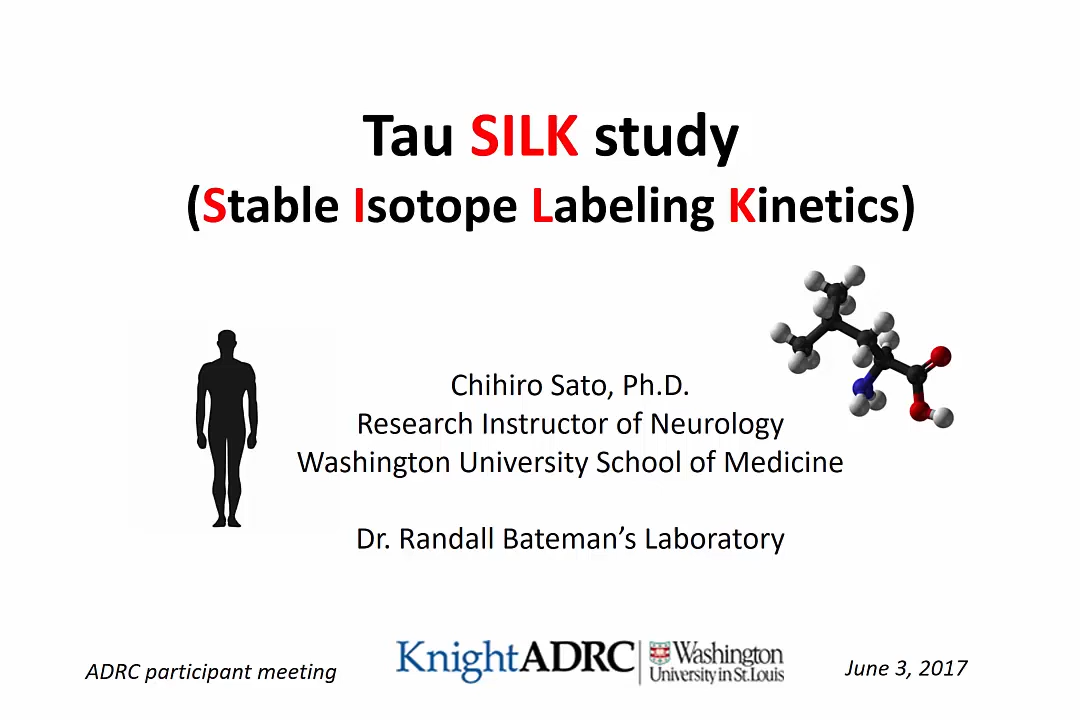 Tau SILK study
(Stable Isotope Labeling Kinetics)
Chihiro Sato, Ph.D.
Research Instructor of Neurology
Washington University School of Medicine
Dr. Randall Bateman’s Laboratory
ADRC participant meeting
KnightADRC
Washington
University in St. Louis
June 3, 2017